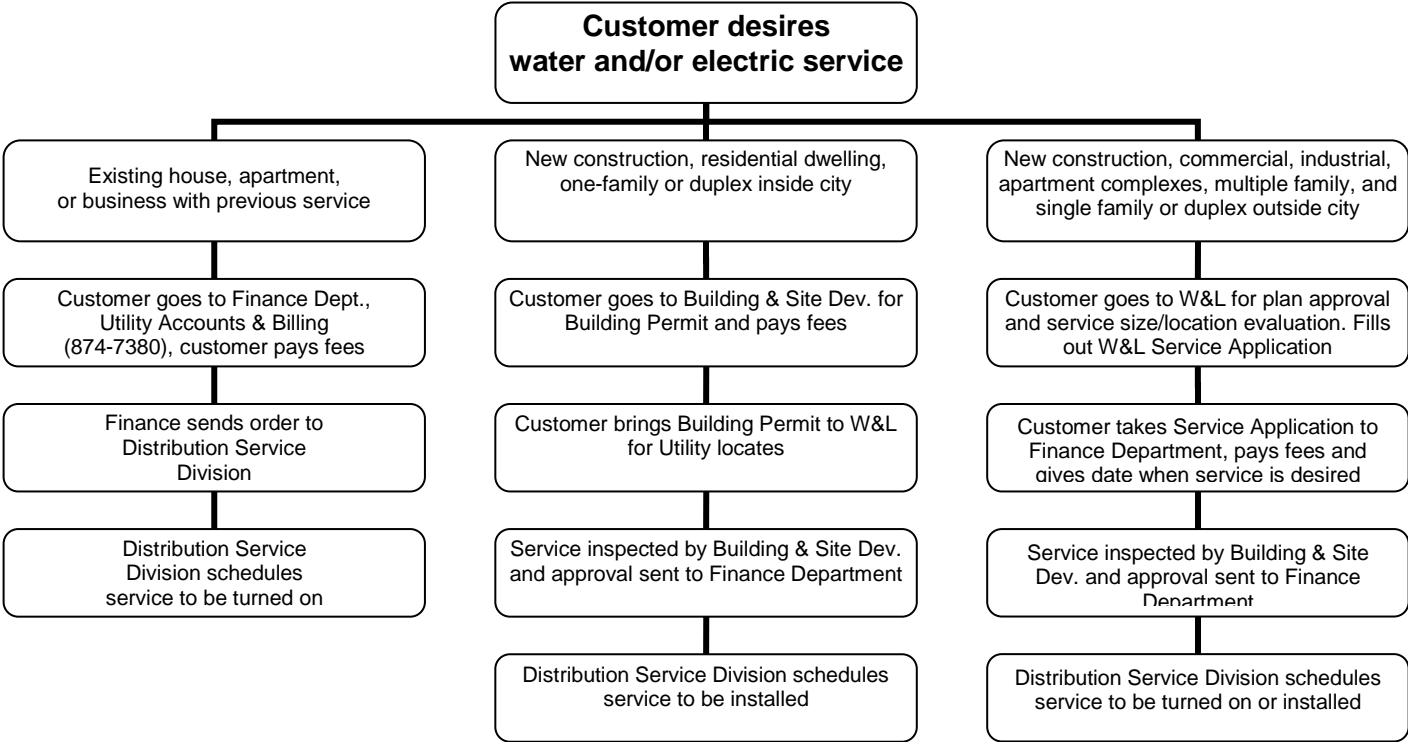 Customer desires
water and/or electric service
Existing house, apartment,
or business with previous service
Customer goes to Finance Dept.,
Utility Accounts & Billing
(874-7380), customer pays fees
Finance sends order to
Distribution Service
Division
Distribution Service
Division schedules
service to be turned on
New construction, residential dwelling,
one-family or duplex inside city
Customer goes to Building & Site Dev. for
Building Permit and pays fees
Customer brings Building Permit to W&L
for Utility locates
Service inspected by Building & Site Dev.
and approval sent to Finance Department
Distribution Service Division schedules
service to be installed
New construction, commercial, industrial,
apartment complexes, multiple family, and
single family or duplex outside city
Customer goes to W&L for plan approval
and service size/location evaluation. Fills
out W&L Service Application
Customer takes Service Application to
Finance Department, pays fees and
gives date when service is desired
Service inspected by Building & Site
Dev. and approval sent to Finance
Department
Distribution Service Division schedules
service to be turned on or installed